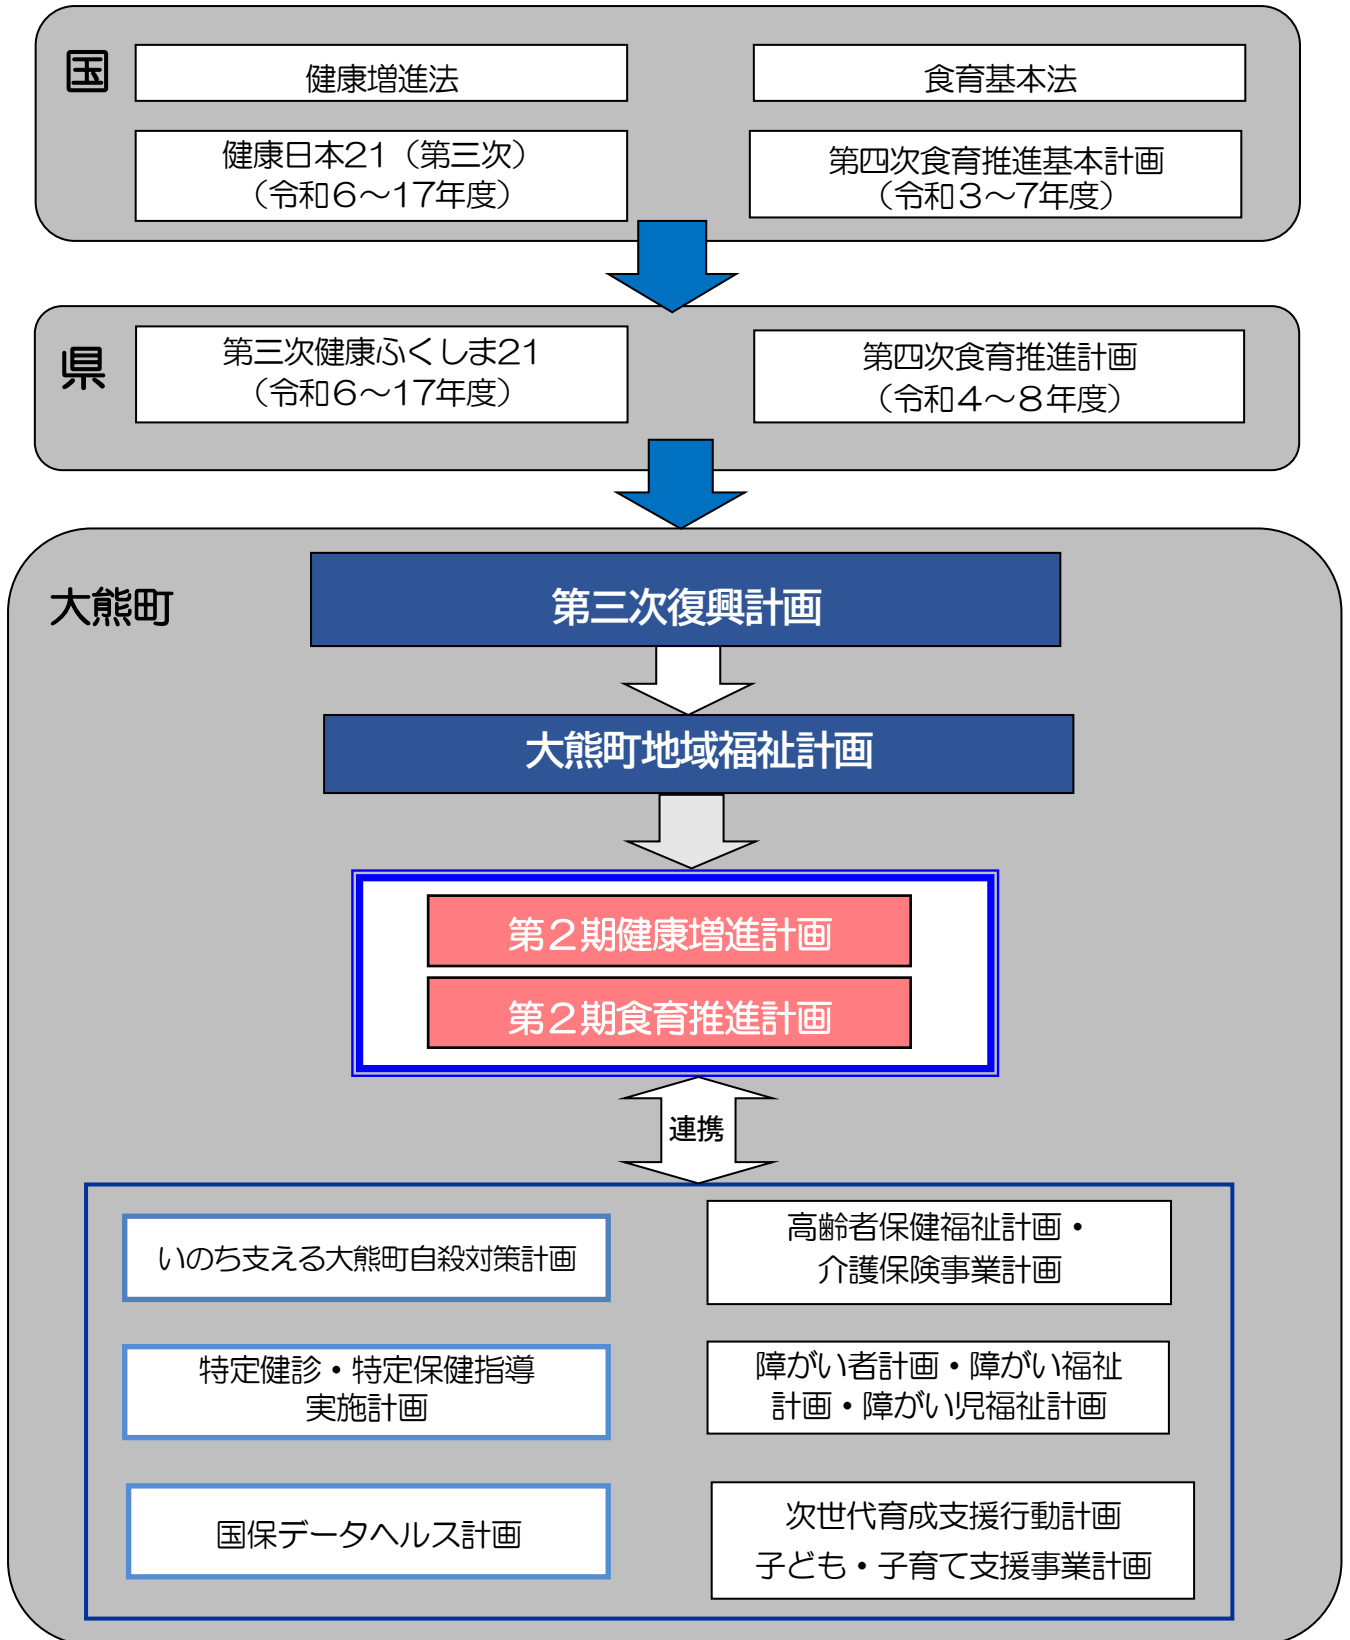 国
健康増進法
食育基本法
健康日本21（第三次）
（令和６～17年度）
第四次食育推進基本計画
（令和３～７年度）
県
第三次健康ふくしま21
（令和６～17年度）
第四次食育推進計画
（令和４～８年度）
大熊町
第三次復興計画
大熊町地域福祉計画
第２期健康増進計画
第２期食育推進計画
連携
いのち支える大熊町自殺対策計画
高齢者保健福祉計画・
介護保険事業計画
特定健診・特定保健指導
実施計画
障がい者計画・障がい福祉
計画・障がい児福祉計画
国保データヘルス計画
次世代育成支援行動計画
子ども・子育て支援事業計画